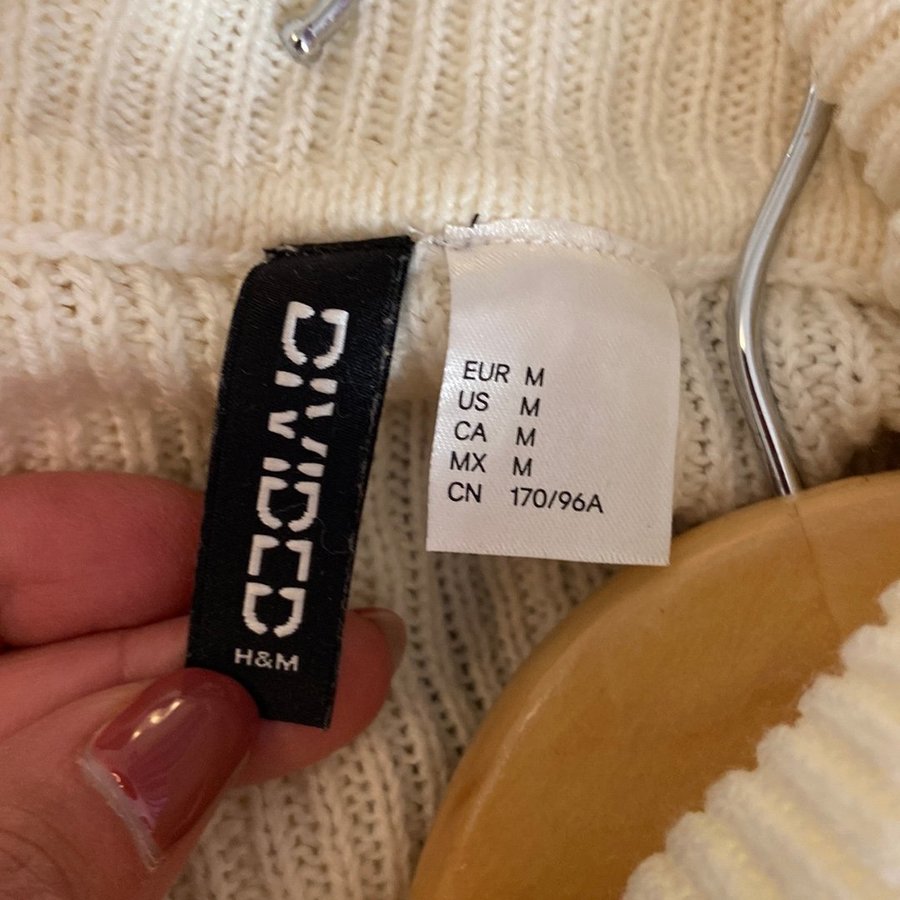 DIVIDED
H&M
EUR M
US M
CA M
MX M
CN 170/96A